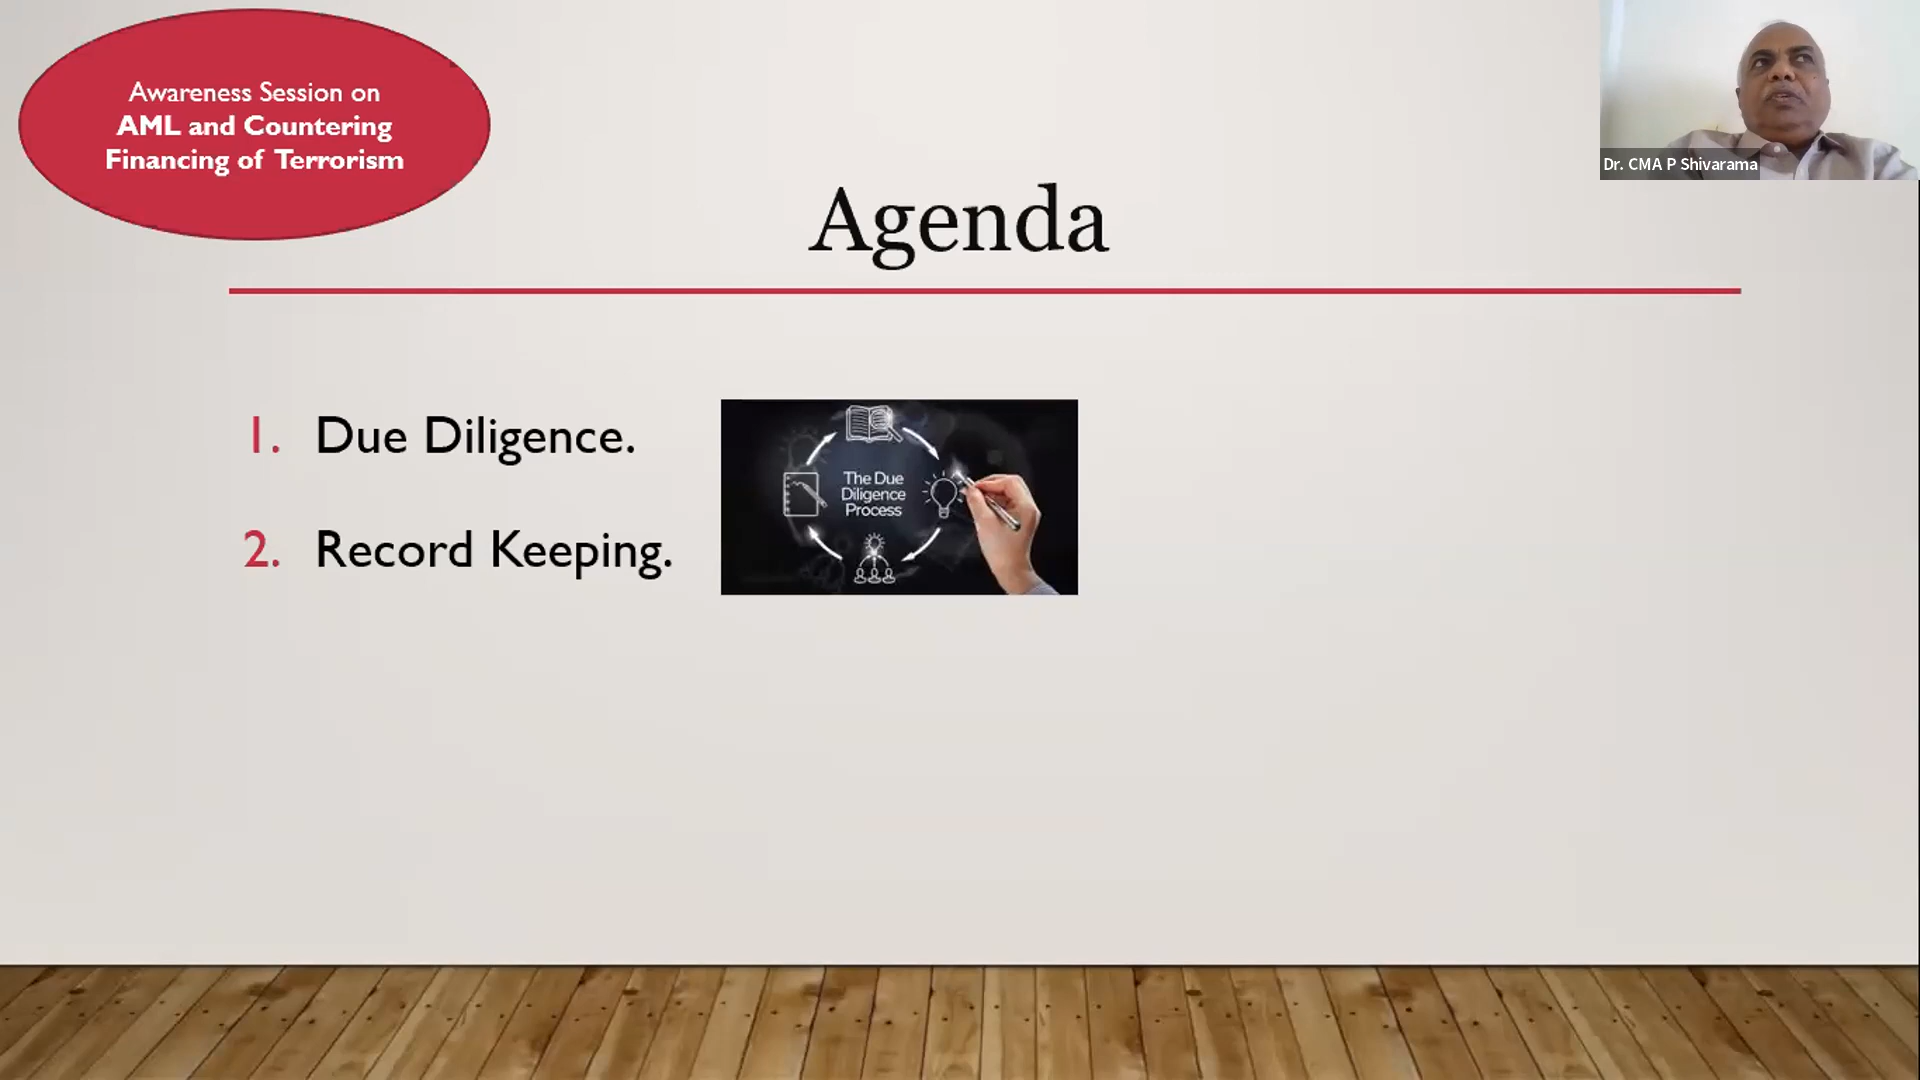 Awareness Session on
AML and Countering
Financing of Terrorism
Dr. CMA P Shivarama
Agenda
1. Due Diligence.
2. Record Keeping.
The Due
Diligence
Process